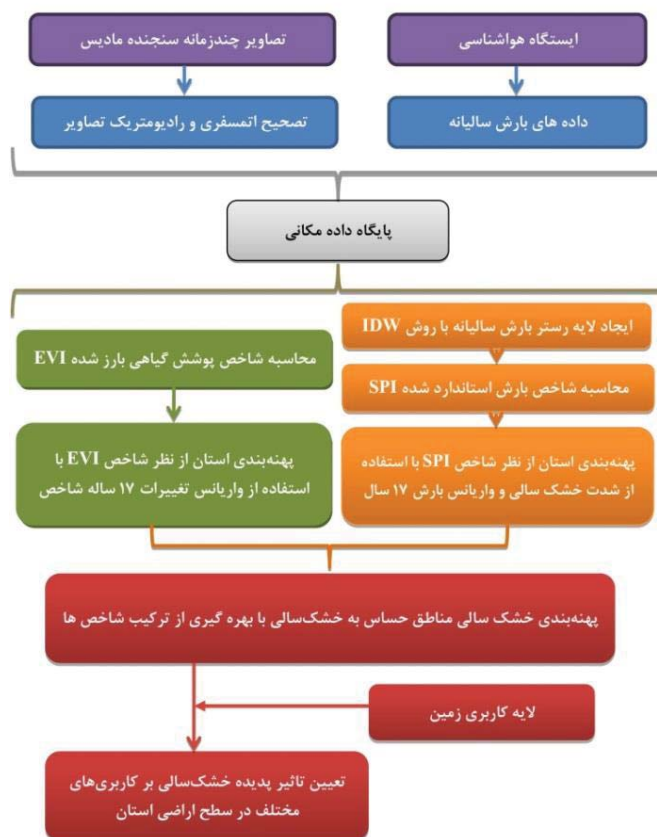 ایستگاه هواشناسی
تصاویر چندزمانه سنجنده مادیس
داده های بارش سالیانه
تصحیح اتمسفری و رادیومتریک تصاویر
پایگاه داده مکانی
ایجاد لایه رستر بارش سالیانه با روش IDW
محاسبه شاخص پوشش گیاهی بارز شده EVI
محاسبه شاخص بارش استاندارد شده SPI
پهنه‌بندی استان از نظر شاخص SPI با استفاده
از شدت خشک سالی و واریانس بارش ۱۷ سال
پهنه‌بندی استان از نظر شاخص EVI با
استفاده از واریانس تغییرات ۱۷ ساله شاخص
پهنه‌بندی خشک سالی مناطق حساس به خشک‌سالی با بهره گیری از ترکیب شاخص ها
لایه کاربری زمین
تعیین تاثیر پدیده خشک‌سالی بر کاربری‌های
مختلف در سطح اراضی استان